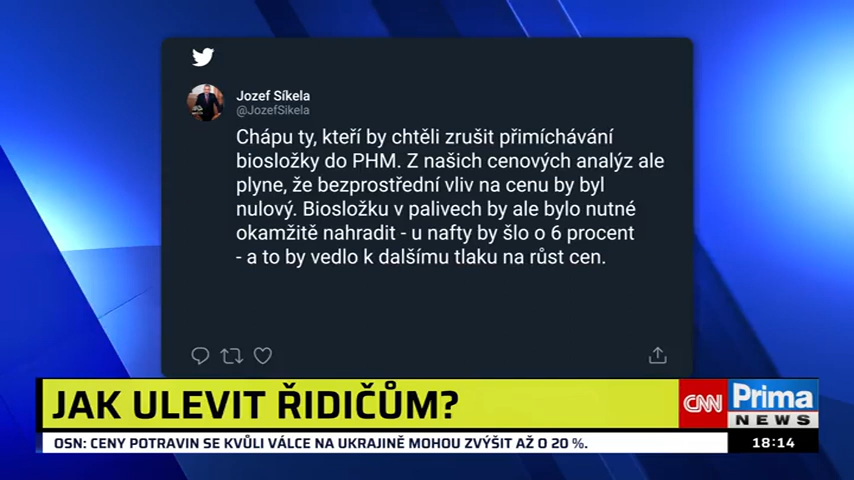 Jozef Síkela
@JozefSikela
Chápu ty, kteří by chtěli zrušit přimíchávání
biosložky do PHM. Z našich cenových analýz ale
plyne, že bezprostřední vliv na cenu by byl
nulový. Biosložku v palivech by ale bylo nutné
okamžitě nahradit - u nafty by šlo o 6 procent
- a to by vedlo k dalšímu tlaku na růst cen.
JAK ULEVIT ŘIDIČŮM?
CNN Prima
NEWS
OSN: CENY POTRAVIN SE KVŮLI VÁLCE NA UKRAJINĚ MOHOU ZVÝŠIT AŽ O 20 %.
18:14